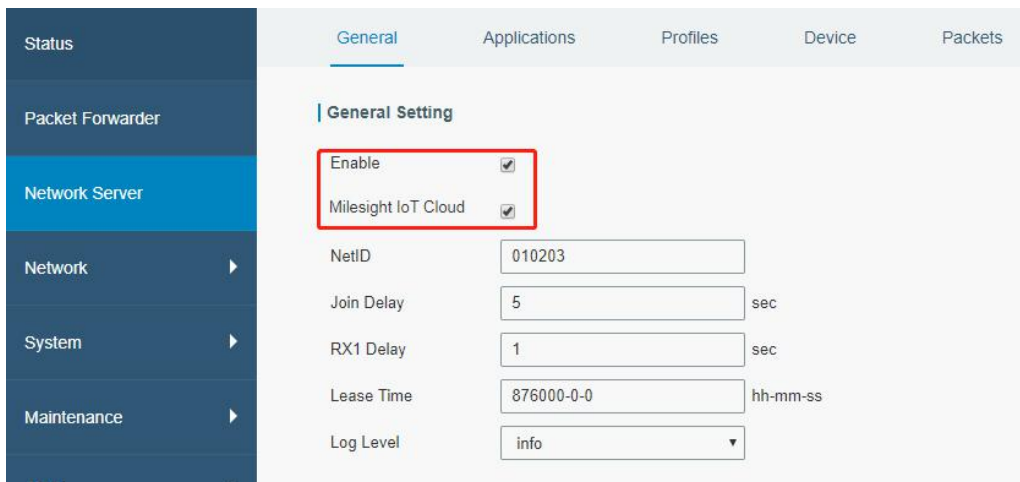 Status
Packet Forwarder
Network Server
Network
System
Maintenance
General Applications Profiles Device Packets
General Setting
Enable
Milesight IoT Cloud
NetID 010203
Join Delay 5 sec
RX1 Delay 1 sec
Lease Time 876000-0-0 hh-mm-ss
Log Level info